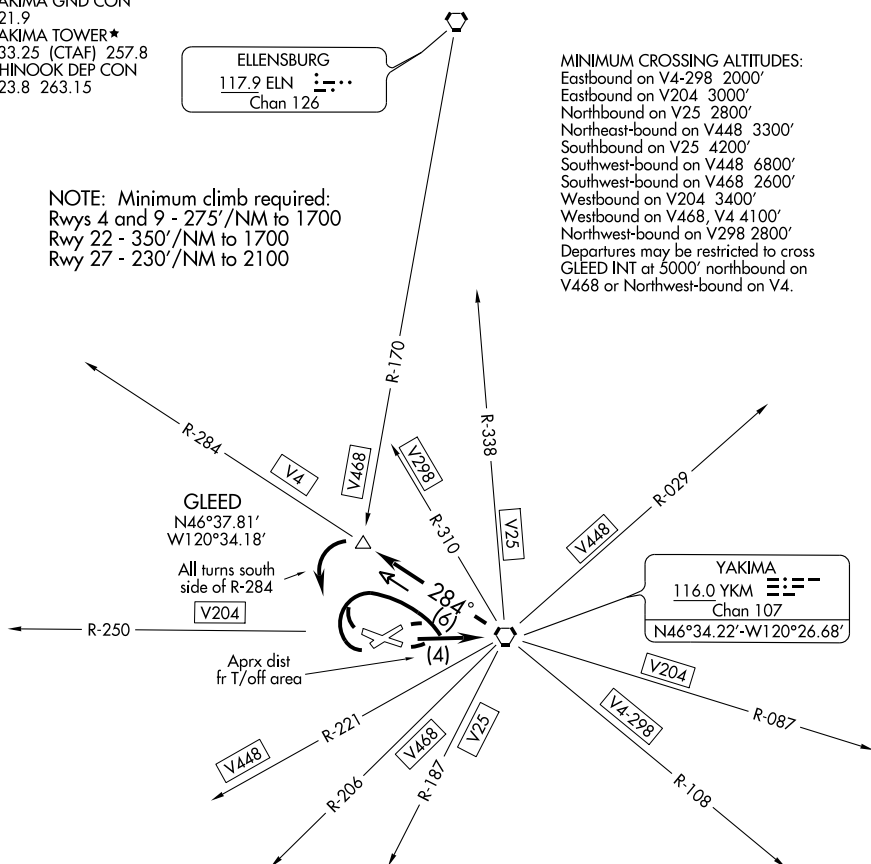 AKIMA GND CON
21.9
AKIMA TOWER★
33.25 (CTAF) 257.8
HINOOK DEP CON
23.8 263.15
ELLENSBURG
117.9 ELN
Chan 126
MINIMUM CROSSING ALTITUDES:
Eastbound on V4-298 2000'
Eastbound on V204 3000'
Northbound on V25 2800'
Northeast-bound on V448 3300'
Southbound on V25 4200'
Southwest-bound on V448 6800'
Southwest-bound on V468 2600'
Westbound on V204 3400'
Westbound on V468, V4 4100'
Northwest-bound on V298 2800'
Departures may be restricted to cross
GLEED INT at 5000' northbound on
V468 or Northwest-bound on V4.
NOTE: Minimum climb required:
Rwys 4 and 9 - 275'/NM to 1700
Rwy 22 - 350'/NM to 1700
Rwy 27 - 230'/NM to 2100
R-170
R-284
V4
V468
V298
R-310
R-338
V25
V448
R-029
GLEED
N46°37.81'
W120°34.18'
All turns south
side of R-284
284°
(6)
(4)
YAKIMA
116.0 YKM
Chan 107
N46°34.22'-W120°26.68'
V204
R-250
Aprx dist
fr T/off area
V204
R-087
V4-298
R-108
V448
R-221
V468
R-206
V25
R-187